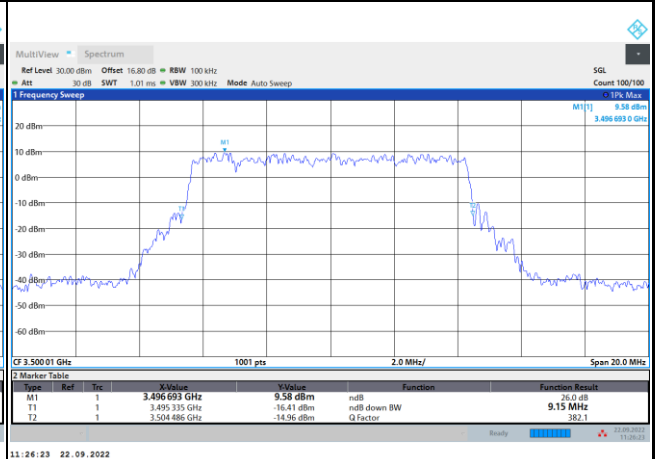 MultiView Spectrum
Ref Level 30.00 dBm Offset 16.80 dB RBW 100 kHz SGL
Att 30 dB SWT 1.01 ms VBW 300 kHz Mode Auto Sweep Count 100/100
1 Frequency Sweep 1Pk Max
M1[1] 9.58 dBm
3.496 693 0 GHz
20 dBm
M1
10 dBm
0 dBm
-10 dBm
T1
T2
-20 dBm
-30 dBm
-40 dBm
-50 dBm
-60 dBm
CF 3.500 01 GHz 1001 pts 2.0 MHz/ Span 20.0 MHz
2 Marker Table
Type Ref Trc X-Value Y-Value Function Function Result
M1 1 3.496 693 GHz 9.58 dBm ndB 26.0 dB
T1 1 3.495 335 GHz -16.41 dBm ndB down BW 9.15 MHz
T2 1 3.504 486 GHz -14.96 dBm Q Factor 382.1
Ready 22.09.2022
11:26:23
11:26:23 22.09.2022